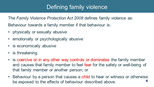 Defining family violence
The Family Violence Protection Act 2008 defines family violence as:
Behaviour towards a family member if that behaviour is:
• physically or sexually abusive
• emotionally or psychologically abusive
• is economically abusive
• is threatening
• is coercive or in any other way controls or dominates the family member
and causes that family member to feel fear for the safety or well-being of
that family member or another person; or
• Behaviour by a person that causes a child to hear or witness or otherwise
be exposed to the effects of behaviour described above.